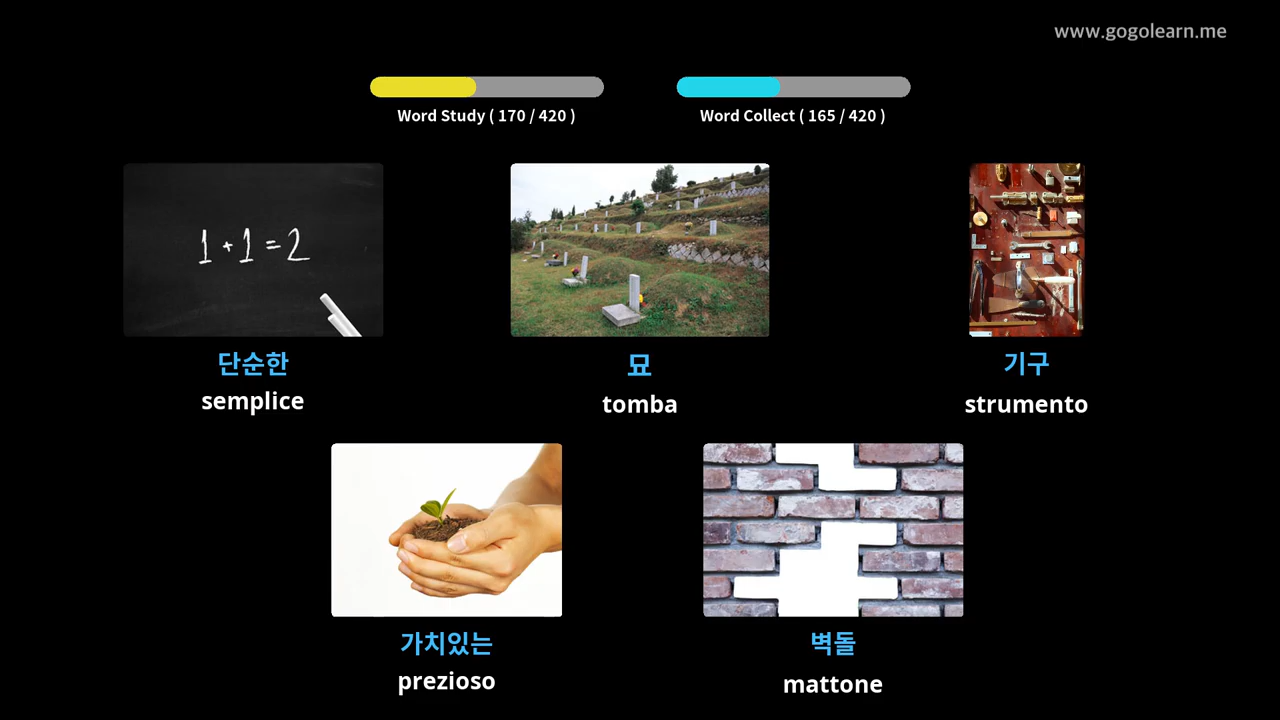 www.gogolearn.me
Word Study ( 170 / 420 )
Word Collect ( 165 / 420 )
1 + 1 = 2
단순한
semplice
묘
tomba
기구
strumento
가치있는
prezioso
벽돌
mattone